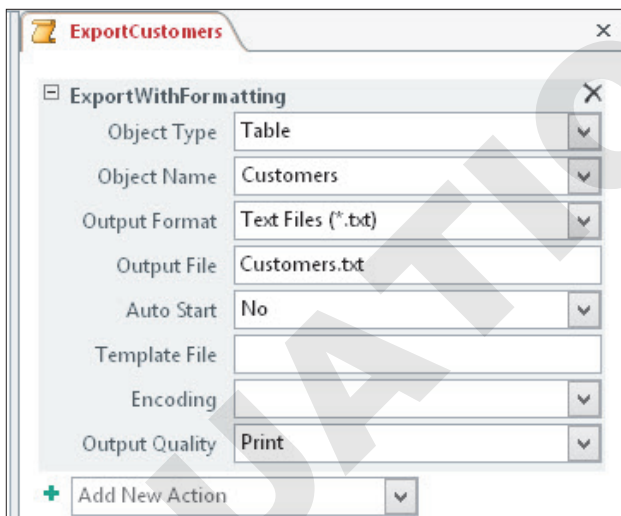 ExportCustomers
ExportWithFormatting
Object Type Table
Object Name Customers
Output Format Text Files (*.txt)
Output File Customers.txt
Auto Start No
Template File
Encoding
Output Quality Print
Add New Action
UATIO